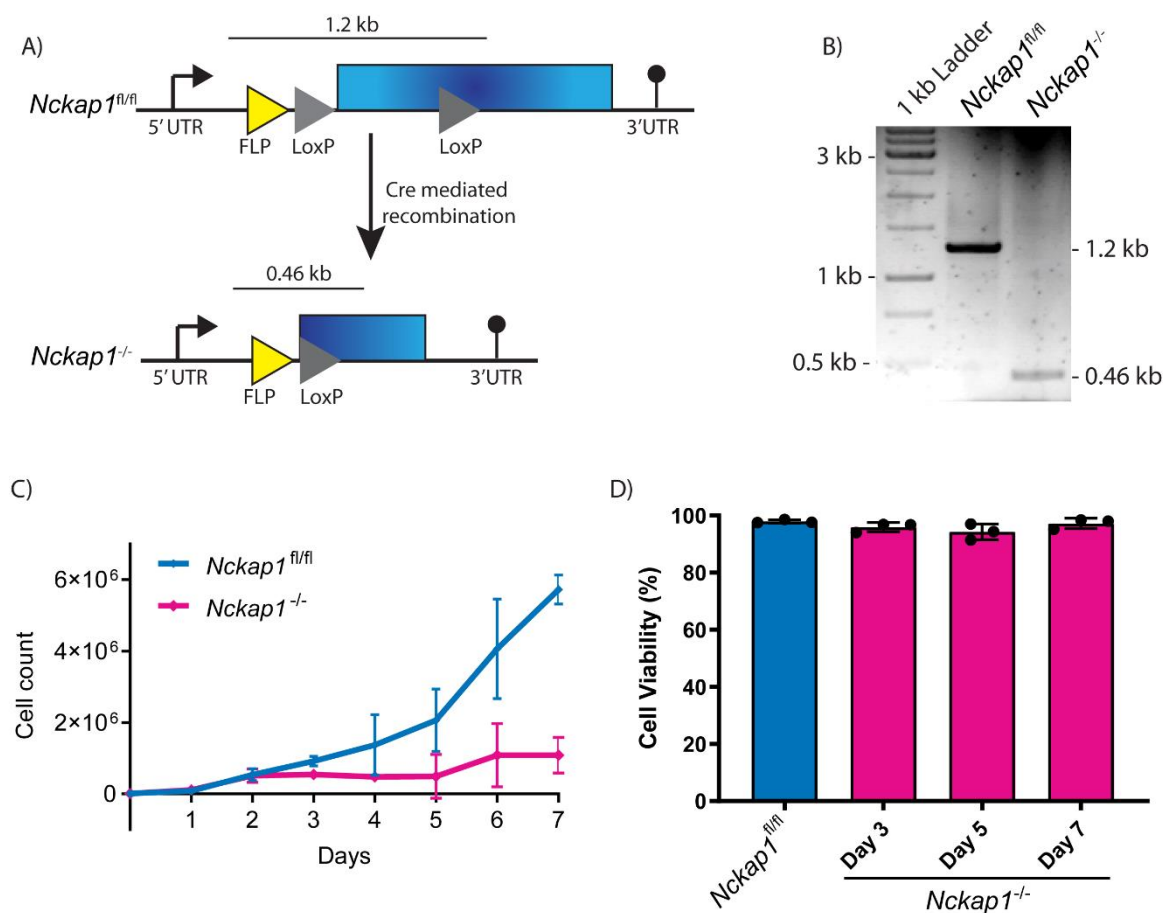 A)
1.2 kb
Nckap1fl/fl
5' UTR
FLP
LoxP
LoxP
3'UTR
Cre mediated
recombination
0.46 kb
Nckap1-/-
5' UTR
FLP
LoxP
3'UTR
B)
1 kb Ladder
Nckap1fl/fl
Nckap1-/-
3 kb -
1 kb -
0.5 kb -
- 1.2 kb
- 0.46 kb
C)
Nckap1fl/fl
Nckap1-/-
Cell count
6×10⁶
4×10⁶
2×10⁶
0
1 2 3 4 5 6 7
Days
D)
Cell Viability (%)
100
80
60
40
20
0
Nckap1fl/fl
Day 3
Day 5
Day 7
Nckap1-/-